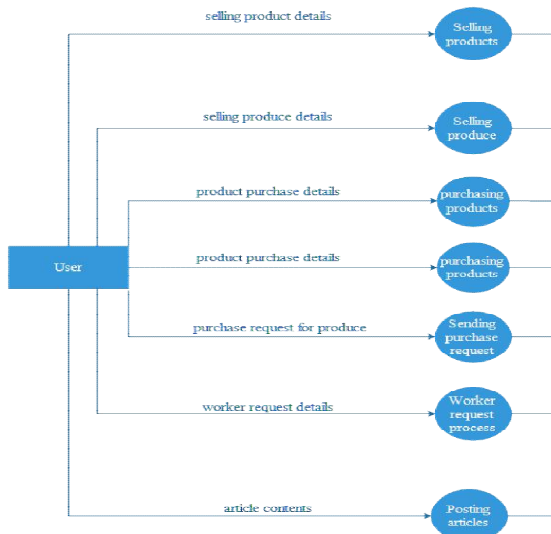 selling product details
Selling
products
selling produce details
Selling
produce
product purchase details
purchasing
products
User
product purchase details
purchasing
products
purchase request for produce
Sending
purchase
request
worker request details
Worker
request
process
article contents
Posting
articles